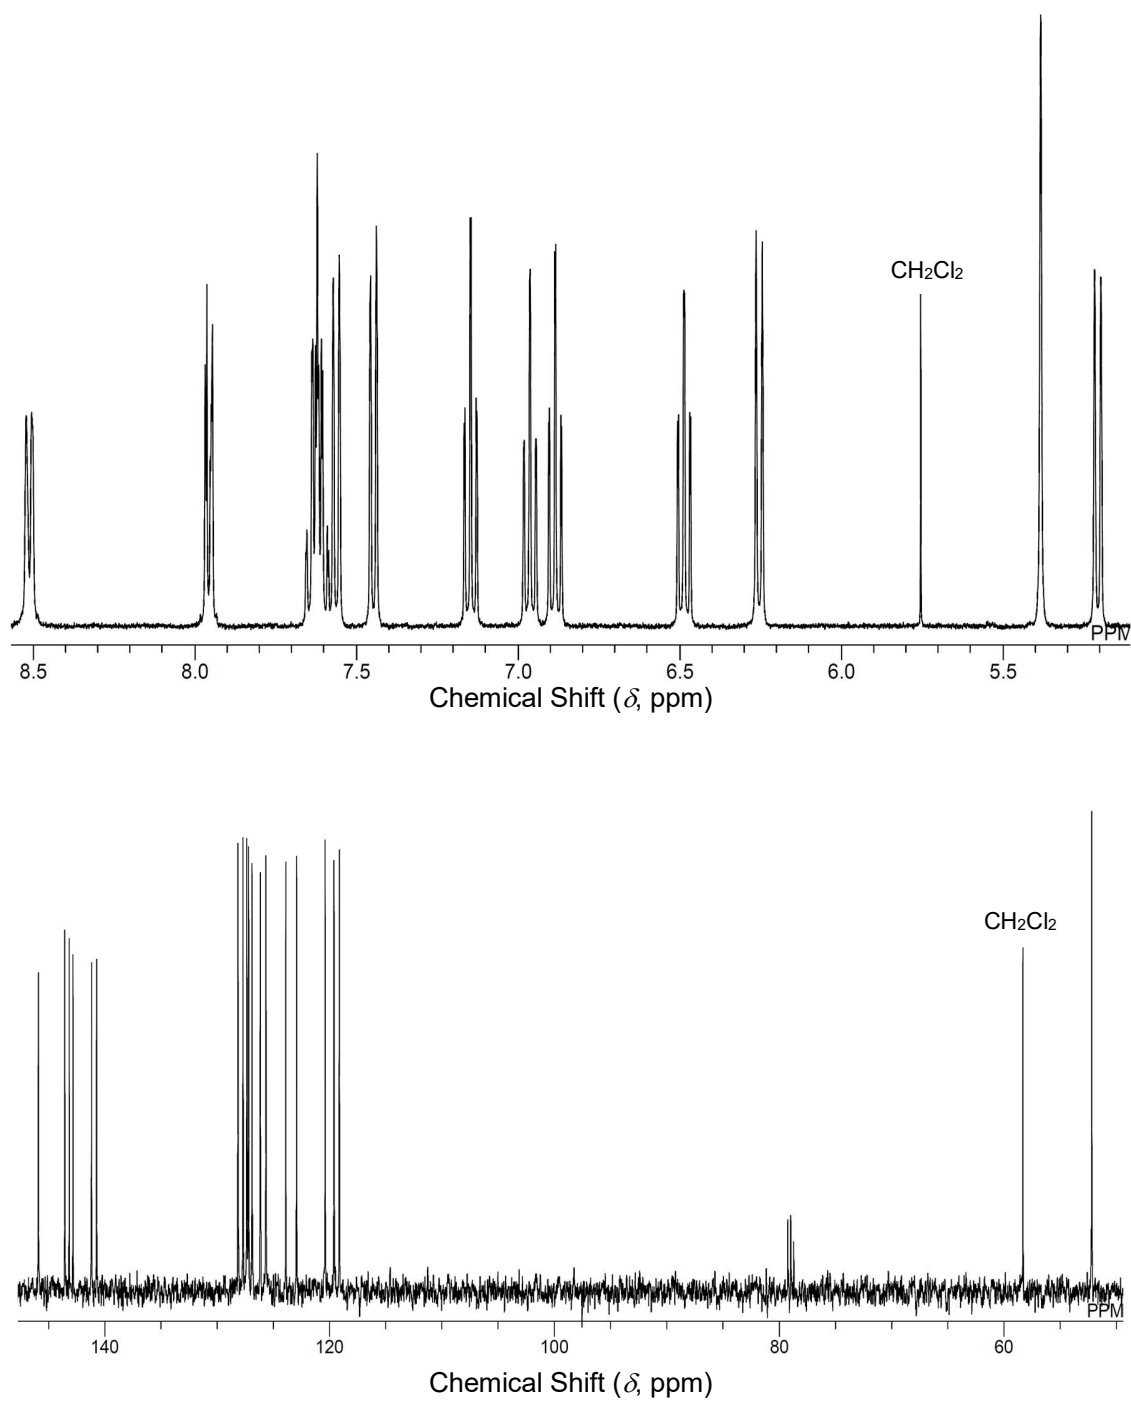 CH₂Cl₂
PPM
8.5 8.0 7.5 7.0 6.5 6.0 5.5
Chemical Shift (δ, ppm)
CH₂Cl₂
PPM
140 120 100 80 60
Chemical Shift (δ, ppm)